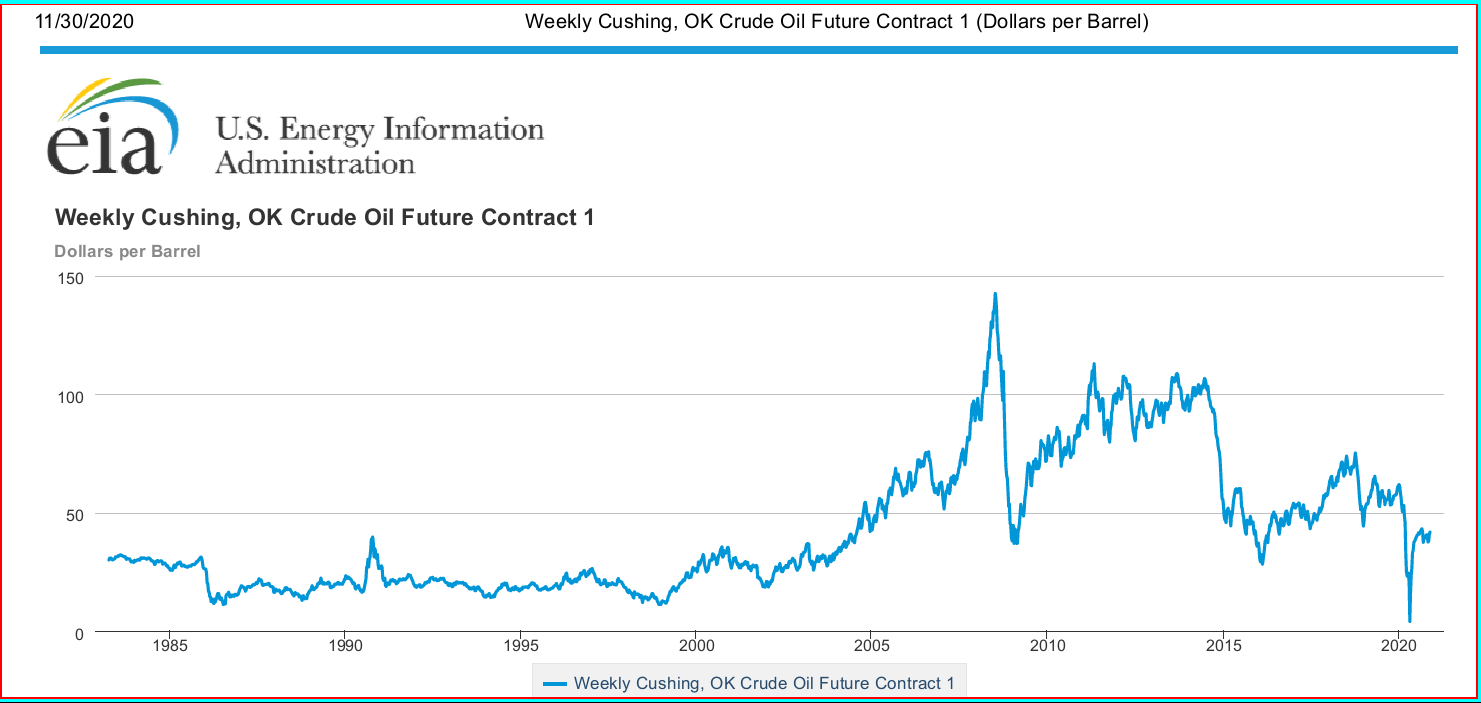 11/30/2020 Weekly Cushing, OK Crude Oil Future Contract 1 (Dollars per Barrel)
eia U.S. Energy Information
Administration
Weekly Cushing, OK Crude Oil Future Contract 1
Dollars per Barrel
150
100
50
0
1985 1990 1995 2000 2005 2010 2015 2020
Weekly Cushing, OK Crude Oil Future Contract 1